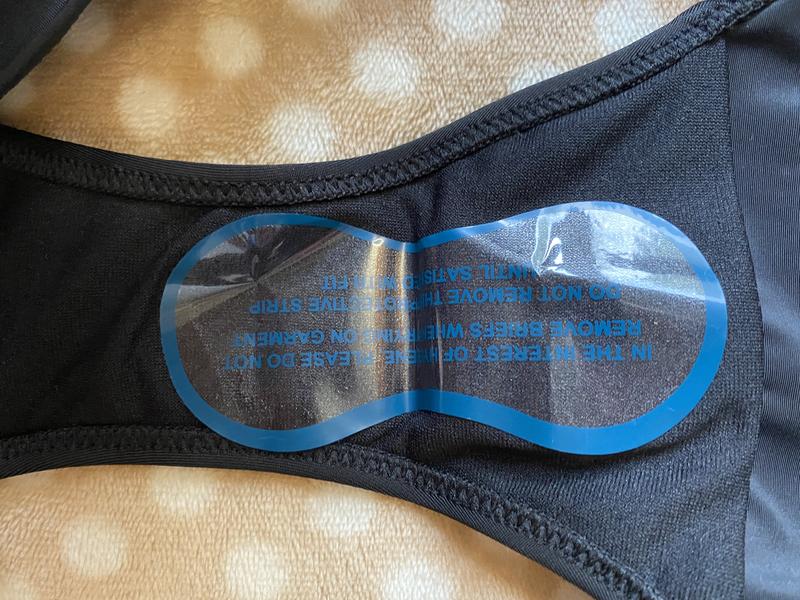 IN THE INTEREST OF HYGIENE, PLEASE DO NOT
REMOVE BRIEFS WHEN TRYING ON GARMENT
DO NOT REMOVE THIS PROTECTIVE STRIP
UNTIL SATISFIED WITH FIT